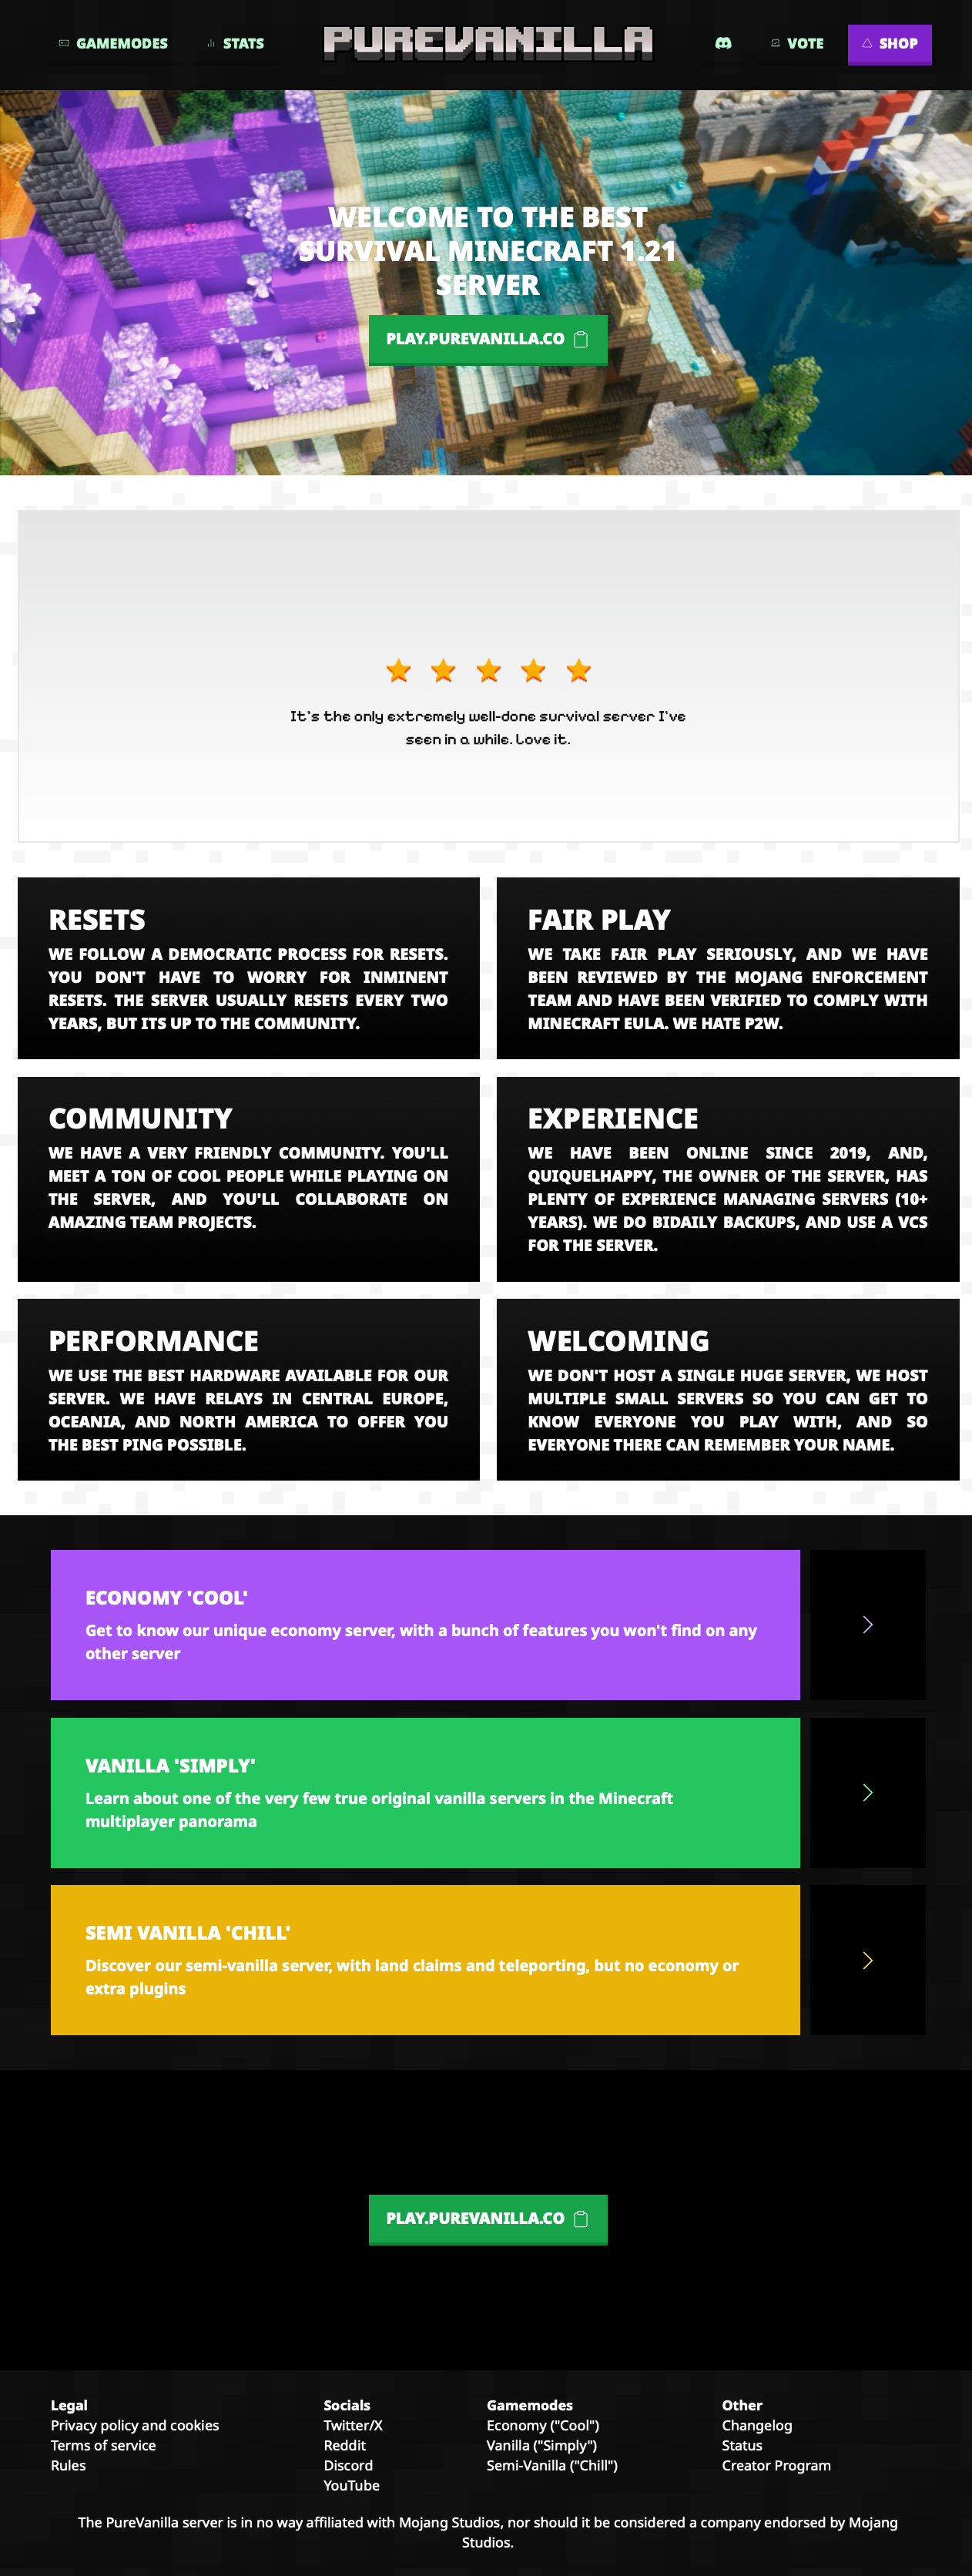 GAMEMODES
STATS
PUREVANILLA
VOTE
SHOP
WELCOME TO THE BEST
SURVIVAL MINECRAFT 1.21
SERVER
PLAY.PUREVANILLA.CO
It's the only extremely well-done survival server I've
seen in a while. Love it.
RESETS
WE FOLLOW A DEMOCRATIC PROCESS FOR RESETS.
YOU DON'T HAVE TO WORRY FOR INMINENT
RESETS. THE SERVER USUALLY RESETS EVERY TWO
YEARS, BUT ITS UP TO THE COMMUNITY.
FAIR PLAY
WE TAKE FAIR PLAY SERIOUSLY, AND WE HAVE
BEEN REVIEWED BY THE MOJANG ENFORCEMENT
TEAM AND HAVE BEEN VERIFIED TO COMPLY WITH
MINECRAFT EULA. WE HATE P2W.
COMMUNITY
WE HAVE A VERY FRIENDLY COMMUNITY. YOU'LL
MEET A TON OF COOL PEOPLE WHILE PLAYING ON
THE SERVER, AND YOU'LL COLLABORATE ON
AMAZING TEAM PROJECTS.
EXPERIENCE
WE HAVE BEEN ONLINE SINCE 2019, AND,
QUIQUELHAPPY, THE OWNER OF THE SERVER, HAS
PLENTY OF EXPERIENCE MANAGING SERVERS (10+
YEARS). WE DO BIDAILY BACKUPS, AND USE A VCS
FOR THE SERVER.
PERFORMANCE
WE USE THE BEST HARDWARE AVAILABLE FOR OUR
SERVER. WE HAVE RELAYS IN CENTRAL EUROPE,
OCEANIA, AND NORTH AMERICA TO OFFER YOU
THE BEST PING POSSIBLE.
WELCOMING
WE DON'T HOST A SINGLE HUGE SERVER, WE HOST
MULTIPLE SMALL SERVERS SO YOU CAN GET TO
KNOW EVERYONE YOU PLAY WITH, AND SO
EVERYONE THERE CAN REMEMBER YOUR NAME.
ECONOMY 'COOL'
Get to know our unique economy server, with a bunch of features you won't find on any
other server
VANILLA 'SIMPLY'
Learn about one of the very few true original vanilla servers in the Minecraft
multiplayer panorama
SEMI VANILLA 'CHILL'
Discover our semi-vanilla server, with land claims and teleporting, but no economy or
extra plugins
PLAY.PUREVANILLA.CO
Legal
Privacy policy and cookies
Terms of service
Rules
Socials
Twitter/X
Reddit
Discord
YouTube
Gamemodes
Economy ("Cool")
Vanilla ("Simply")
Semi-Vanilla ("Chill")
Other
Changelog
Status
Creator Program
The PureVanilla server is in no way affiliated with Mojang Studios, nor should it be considered a company endorsed by Mojang
Studios.